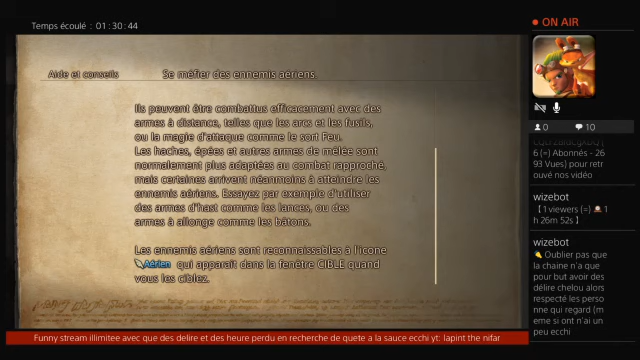 Temps écoulé : 01:30:44
ON AIR
Aide et conseils
Se méfier des ennemis aériens
Ils peuvent être combattus efficacement avec des
armes à distance, telles que les arcs et les fusils,
ou la magie d'attaque comme le sort Feu.
Les haches, épées et autres armes de mêlée sont
normalement plus adaptées au combat rapproché,
mais certaines arrivent néanmoins à atteindre les
ennemis aériens. Essayez par exemple d'utiliser
des armes d'hast comme les lances, ou des
armes à allonge comme les bâtons.
Les ennemis aériens sont reconnaissables à l'icone
Aérien qui apparaît dans la fenêtre CIBLE quand
vous les ciblez.
Funny stream illimitee avec que des delire et des heure perdu en recherche de quete a la sauce ecchi yt: lapint the nifar
0
10
6 (=) Abonnés - 26
93 Vues) pour retr
ouvé nos vidéo
wizebot
【 1 viewers (=) 1
h 26m 52s 】
wizebot
Oublier pas que
la chaine n'a que
pour but avoir des
délire chelou alors
respecté les perso
nne qui regard (m
eme si ont n'ai un
peu ecchi